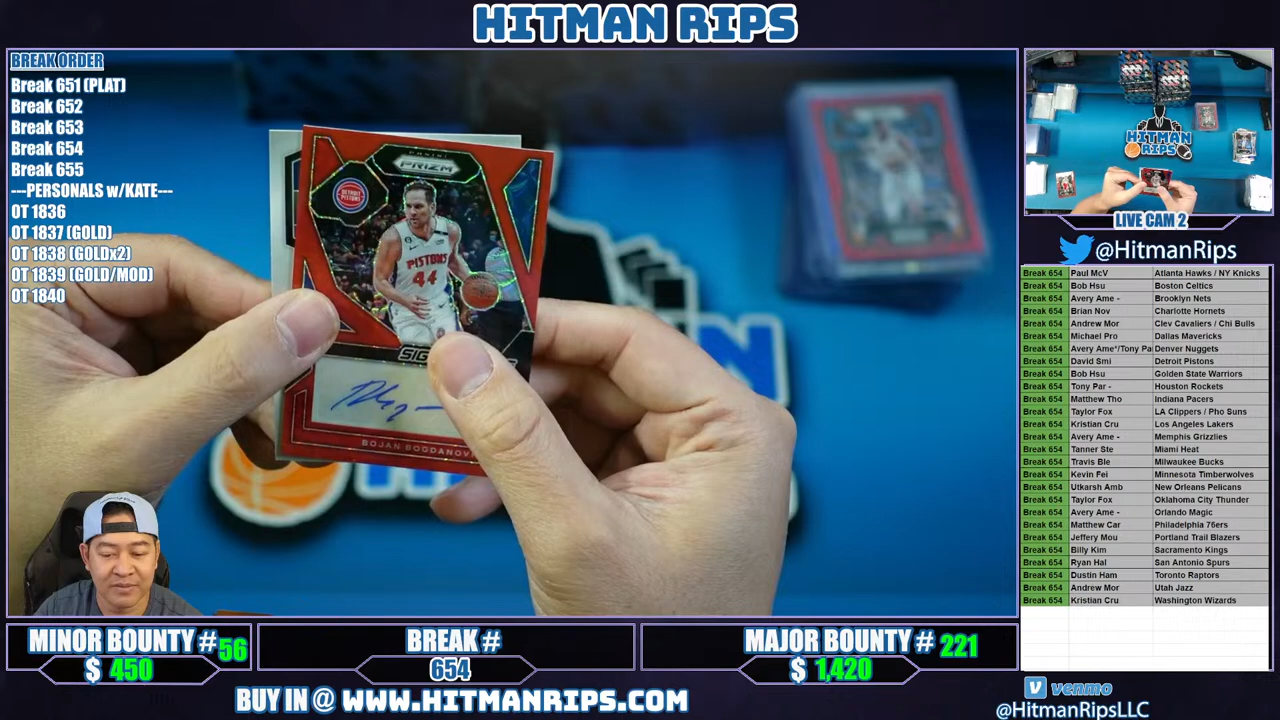 HITMAN RIPS
BREAK ORDER
Break 651 (PLAT)
Break 652
Break 653
Break 654
Break 655
---PERSONALS w/KATE---
OT 1836
OT 1837 (GOLD)
OT 1838 (GOLDx2)
OT 1839 (GOLD/MOD)
OT 1840
PANINI
PRIZM
DETROIT PISTONS
PISTONS
44
BOJAN BOGDANOV
HITMAN
RIPS
LIVE CAM 2
@HitmanRips
Break 654 Paul McV Atlanta Hawks / NY Knicks
Break 654 Bob Hsu Boston Celtics
Break 654 Avery Ame - Brooklyn Nets
Break 654 Brian Nov Charlotte Hornets
Break 654 Andrew Mor Clev Cavaliers / Chi Bulls
Break 654 Michael Pro Dallas Mavericks
Break 654 Avery Ame*/Tony Pa Denver Nuggets
Break 654 David Smi Detroit Pistons
Break 654 Bob Hsu Golden State Warriors
Break 654 Tony Par - Houston Rockets
Break 654 Matthew Tho Indiana Pacers
Break 654 Taylor Fox LA Clippers / Pho Suns
Break 654 Kristian Cru Los Angeles Lakers
Break 654 Avery Ame - Memphis Grizzlies
Break 654 Tanner Ste Miami Heat
Break 654 Travis Ble Milwaukee Bucks
Break 654 Kevin Fei Minnesota Timberwolves
Break 654 Utkarsh Amb New Orleans Pelicans
Break 654 Taylor Fox Oklahoma City Thunder
Break 654 Avery Ame - Orlando Magic
Break 654 Matthew Car Philadelphia 76ers
Break 654 Jeffery Mou Portland Trail Blazers
Break 654 Billy Kim Sacramento Kings
Break 654 Ryan Hal San Antonio Spurs
Break 654 Dustin Ham Toronto Raptors
Break 654 Andrew Mor Utah Jazz
Break 654 Kristian Cru Washington Wizards
MINOR BOUNTY # 56
$ 450
BREAK #
654
MAJOR BOUNTY # 221
$ 1,420
BUY IN @ WWW.HITMANRIPS.COM
venmo
@HitmanRipsLLC